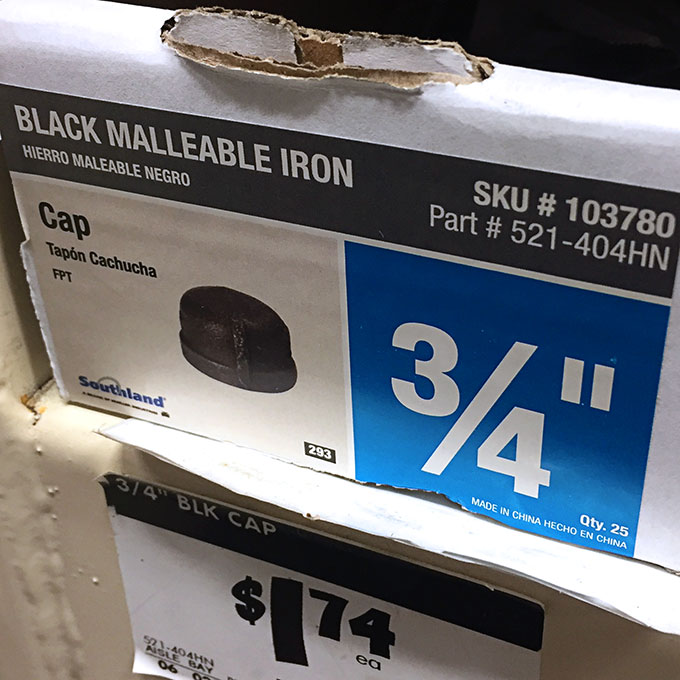 BLACK MALLEABLE IRON
HIERRO MALEABLE NEGRO
SKU # 103780
Part # 521-404HN
Cap
Tapón Cachucha
FPT
Southland
293
3/4"
MADE IN CHINA HECHO EN CHINA
Qty. 25
3/4" BLK CAP
$1 74
ea
521-404HN
AISLE BAY
06